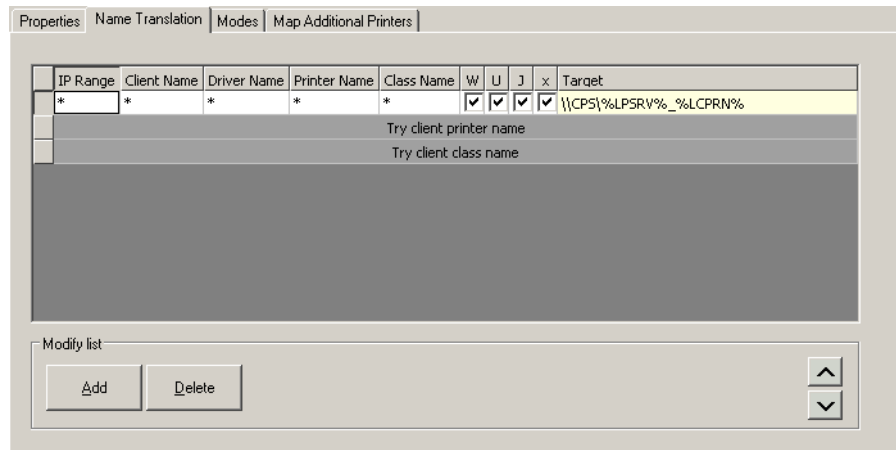 Properties Name Translation Modes Map Additional Printers
IP Range Client Name Driver Name Printer Name Class Name W U J x Target
* * * * * \\CPS\%LPSRV%_%LCPRN%
Try client printer name
Try client class name
Modify list
Add Delete